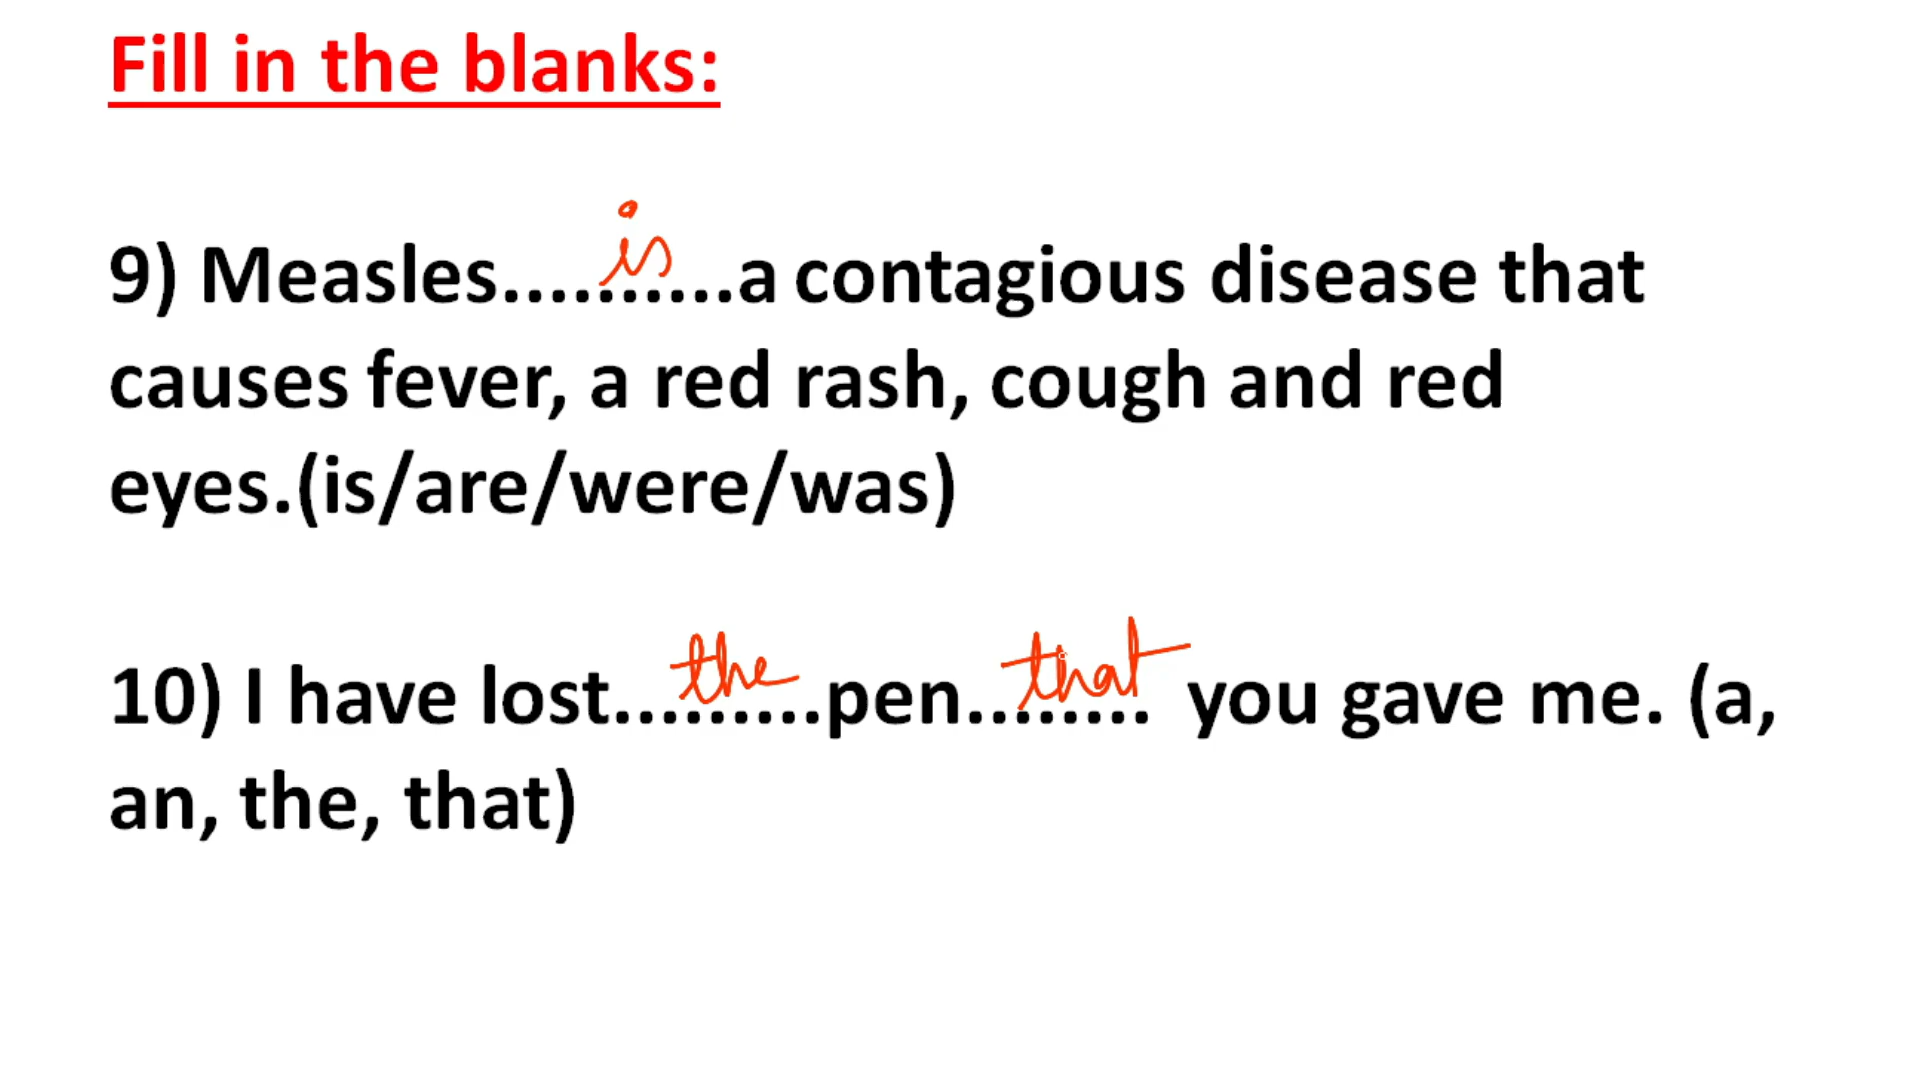 Fill in the blanks:
9) Measles....is......a contagious disease that
causes fever, a red rash, cough and red
eyes.(is/are/were/was)
10) I have lost...the......pen..that...... you gave me. (a,
an, the, that)